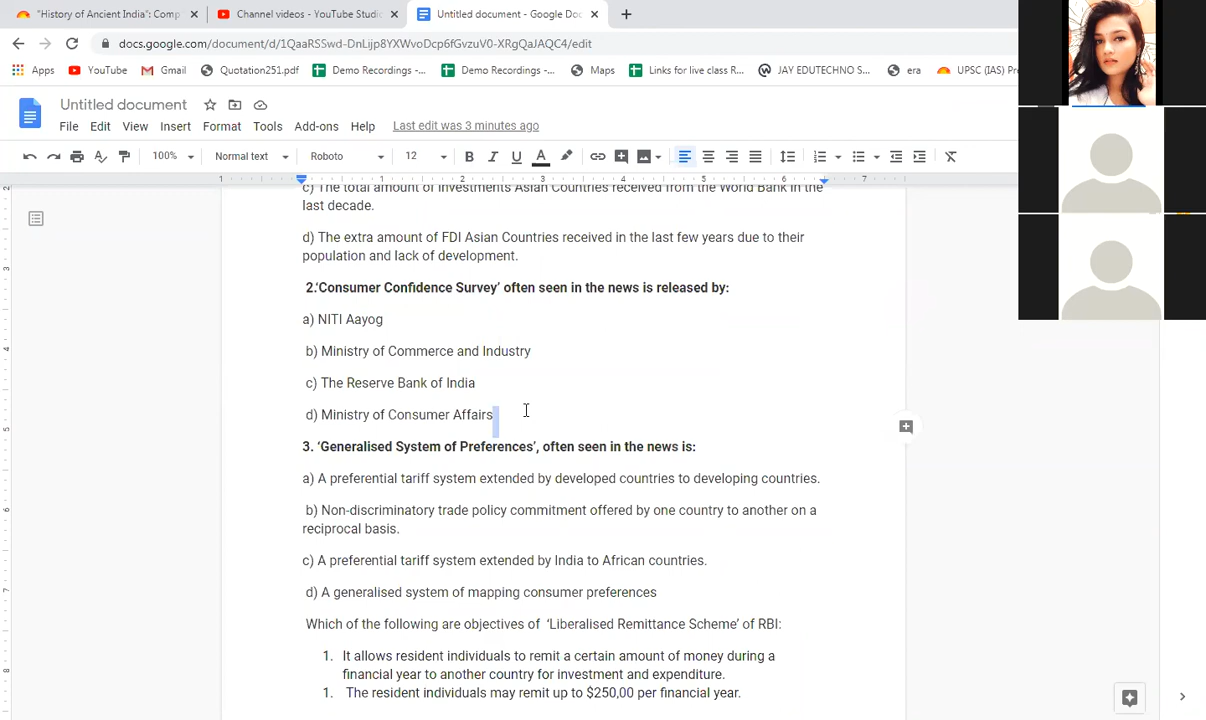 "History of Ancient India": Comp
Channel videos - YouTube Studi
Untitled document - Google Doc
docs.google.com/document/d/1QaaRSSwd-DnLijp8YXWvoDcp6fGvzuV0-XRgQaJAQC4/edit
Apps YouTube Gmail Quotation251.pdf Demo Recordings -... Demo Recordings -... Maps Links for live class R... JAY EDUTECHNO S... era UPSC (IAS) Pre
Untitled document
File Edit View Insert Format Tools Add-ons Help Last edit was 3 minutes ago
100% Normal text Roboto 12
c) The total amount of Investments Asian Countries received from the World Bank in the
last decade.
d) The extra amount of FDI Asian Countries received in the last few years due to their
population and lack of development.
2.'Consumer Confidence Survey' often seen in the news is released by:
a) NITI Aayog
b) Ministry of Commerce and Industry
c) The Reserve Bank of India
d) Ministry of Consumer Affairs
3. 'Generalised System of Preferences', often seen in the news is:
a) A preferential tariff system extended by developed countries to developing countries.
b) Non-discriminatory trade policy commitment offered by one country to another on a
reciprocal basis.
c) A preferential tariff system extended by India to African countries.
d) A generalised system of mapping consumer preferences
Which of the following are objectives of 'Liberalised Remittance Scheme' of RBI:
1. It allows resident individuals to remit a certain amount of money during a
financial year to another country for investment and expenditure.
1. The resident individuals may remit up to $250,00 per financial year.